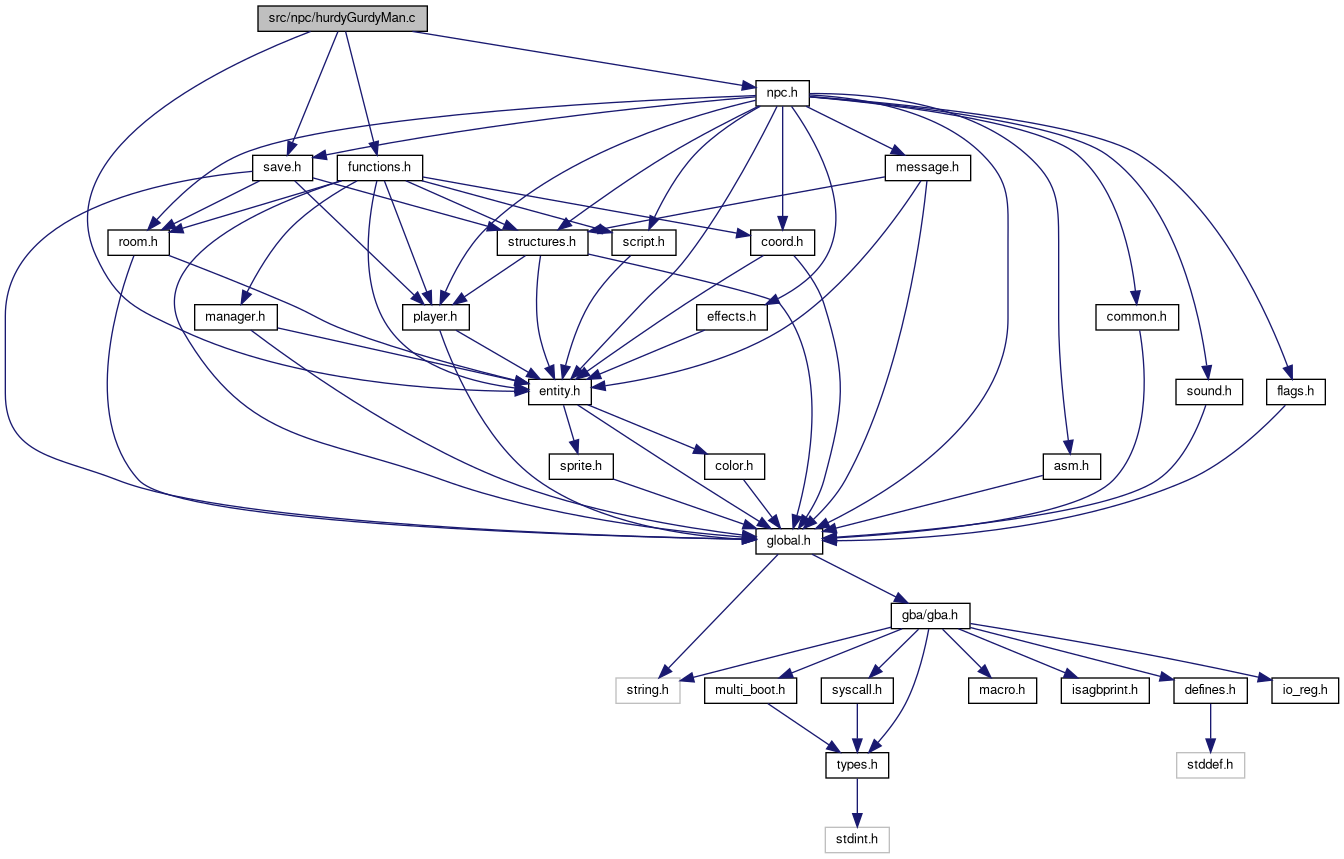 src/npc/hurdyGurdyMan.c
npc.h
save.h
functions.h
message.h
room.h
structures.h
script.h
coord.h
manager.h
player.h
effects.h
common.h
entity.h
sound.h
flags.h
sprite.h
color.h
asm.h
global.h
gba/gba.h
string.h
multi_boot.h
syscall.h
macro.h
isagbprint.h
defines.h
io_reg.h
types.h
stddef.h
stdint.h